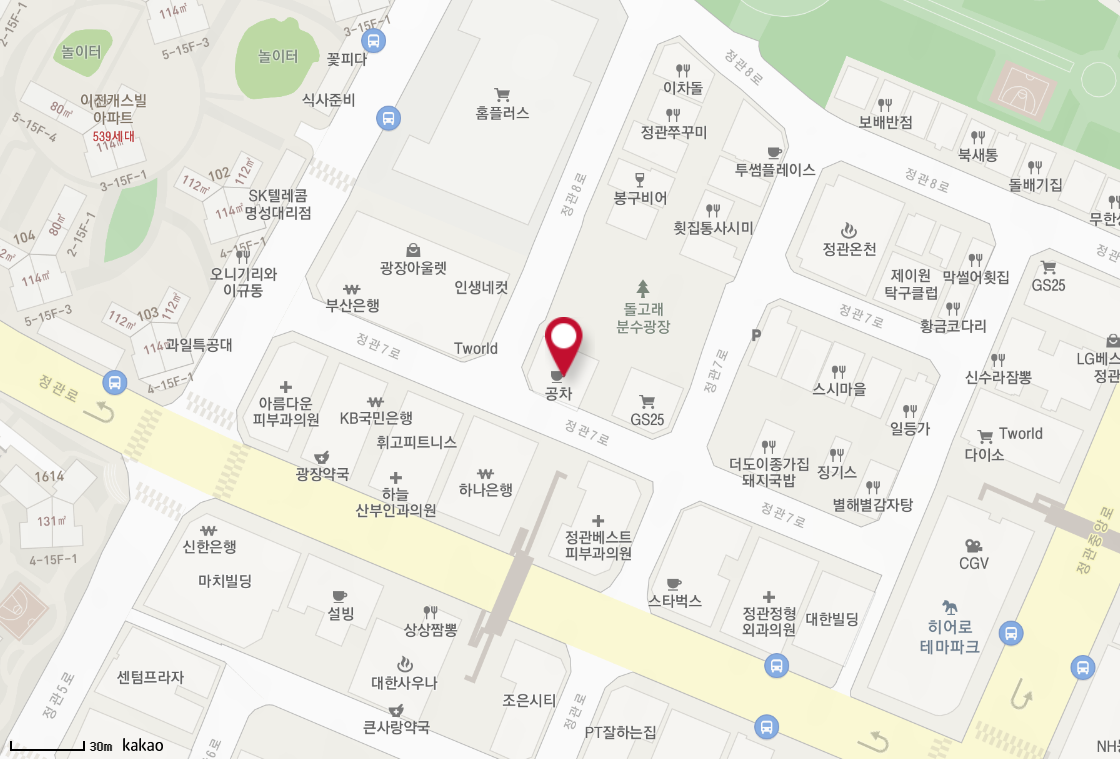 2-15F-1
114㎡
5-15F-3
3-15F-1
놀이터
놀이터
꽃피다
식사준비
80㎡
이전캐스빌
아파트
539세대
5-15F-4
114㎡
3-15F-1
홈플러스
이차돌
정관8로
정관쭈꾸미
보배반점
북새통
돌배기집
투썸플레이스
정관8로
봉구비어
횟집통사시미
정관8로
102
112㎡
112㎡
114㎡
SK텔레콤
명성대리점
4-15F-1
80㎡
2-15F-1
104
114㎡
5-15F-3
오니기리와
이규동
광장아울렛
인생네컷
부산은행
정관온천
제이원
탁구클럽
막썰어횟집
황금코다리
GS25
돌고래
분수광장
정관7로
103
112㎡
112㎡
114㎡
과일특공대
4-15F-1
정관7로
Tworld
정관7로
P
신수라짬뽕
정관로
공차
GS25
스시마을
일등가
아름다운
피부과의원
KB국민은행
휘고피트니스
정관7로
Tworld
다이소
광장약국
하늘
산부인과의원
하나은행
더도이종가집
돼지국밥
징기스
별해별감자탕
1614
131㎡
4-15F-1
정관7로
정관중앙로
신한은행
마치빌딩
정관베스트
피부과의원
CGV
설빙
상상짬뽕
스타벅스
정관정형
외과의원
대한빌딩
히어로
테마파크
센텀프라자
정관5로
대한사우나
조은시티
정관로
큰사랑약국
PT잘하는집
30m kakao